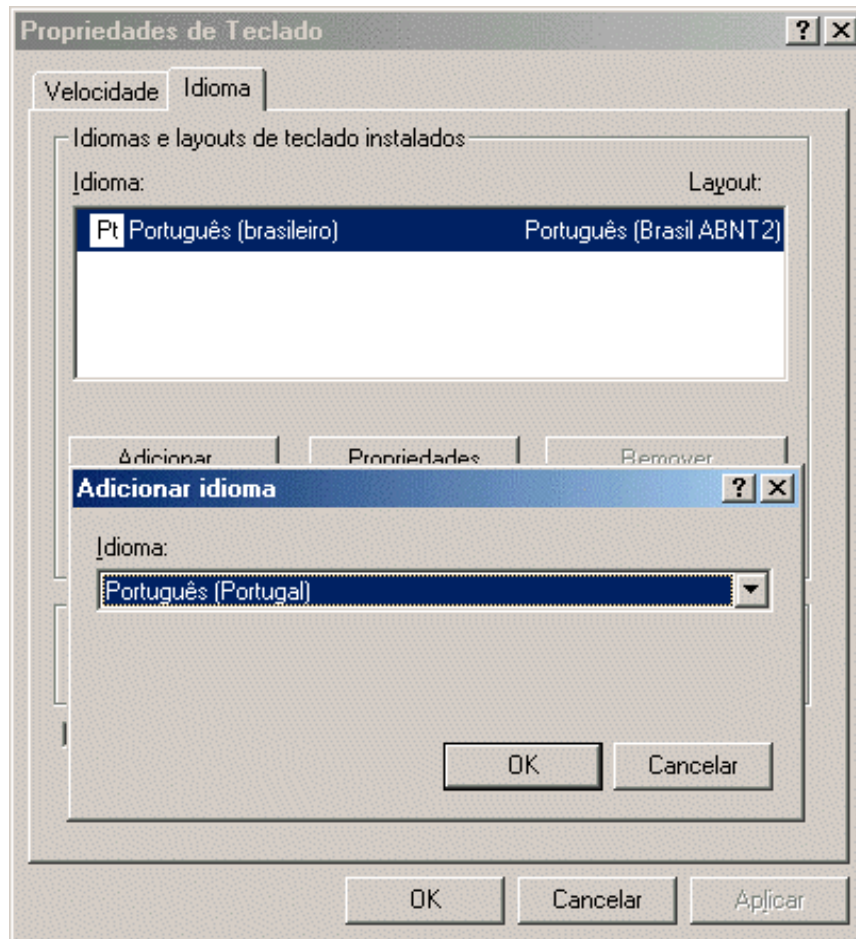 Propriedades de Teclado
Velocidade Idioma
Idiomas e layouts de teclado instalados
Idioma: Layout:
Pt Português (brasileiro) Português (Brasil ABNT2)
Adicionar Propriedades Remover
Adicionar idioma
Idioma:
Português (Portugal)
OK Cancelar
OK Cancelar Aplicar